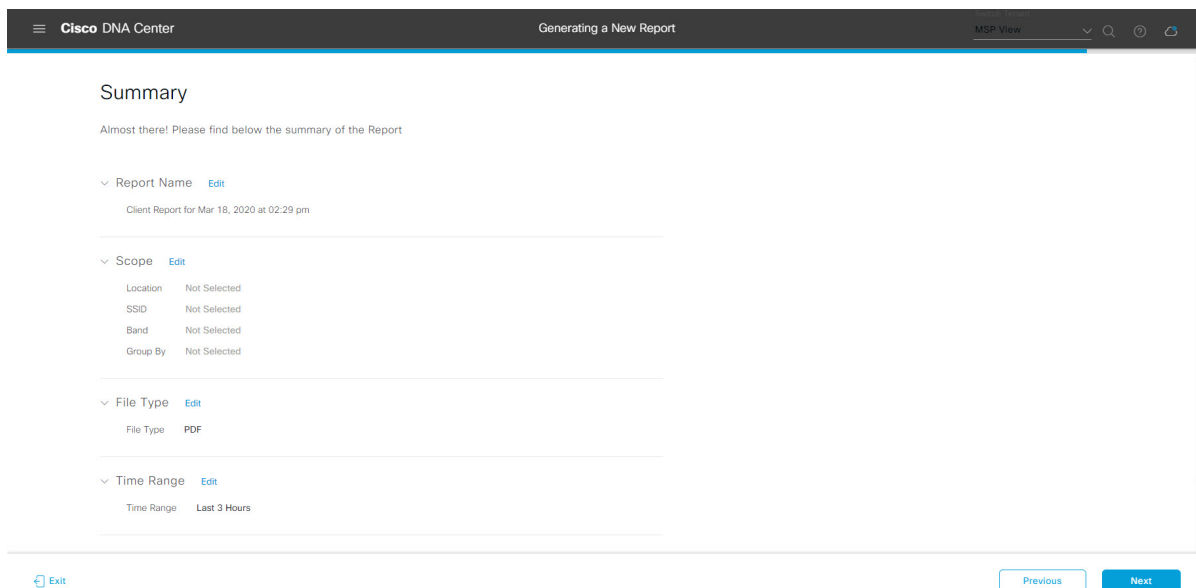 Cisco DNA Center
Generating a New Report
MSP View
Summary
Almost there! Please find below the summary of the Report
Report Name Edit
Client Report for Mar 18, 2020 at 02:29 pm
Scope Edit
Location Not Selected
SSID Not Selected
Band Not Selected
Group By Not Selected
File Type Edit
File Type PDF
Time Range Edit
Time Range Last 3 Hours
Exit
Previous
Next